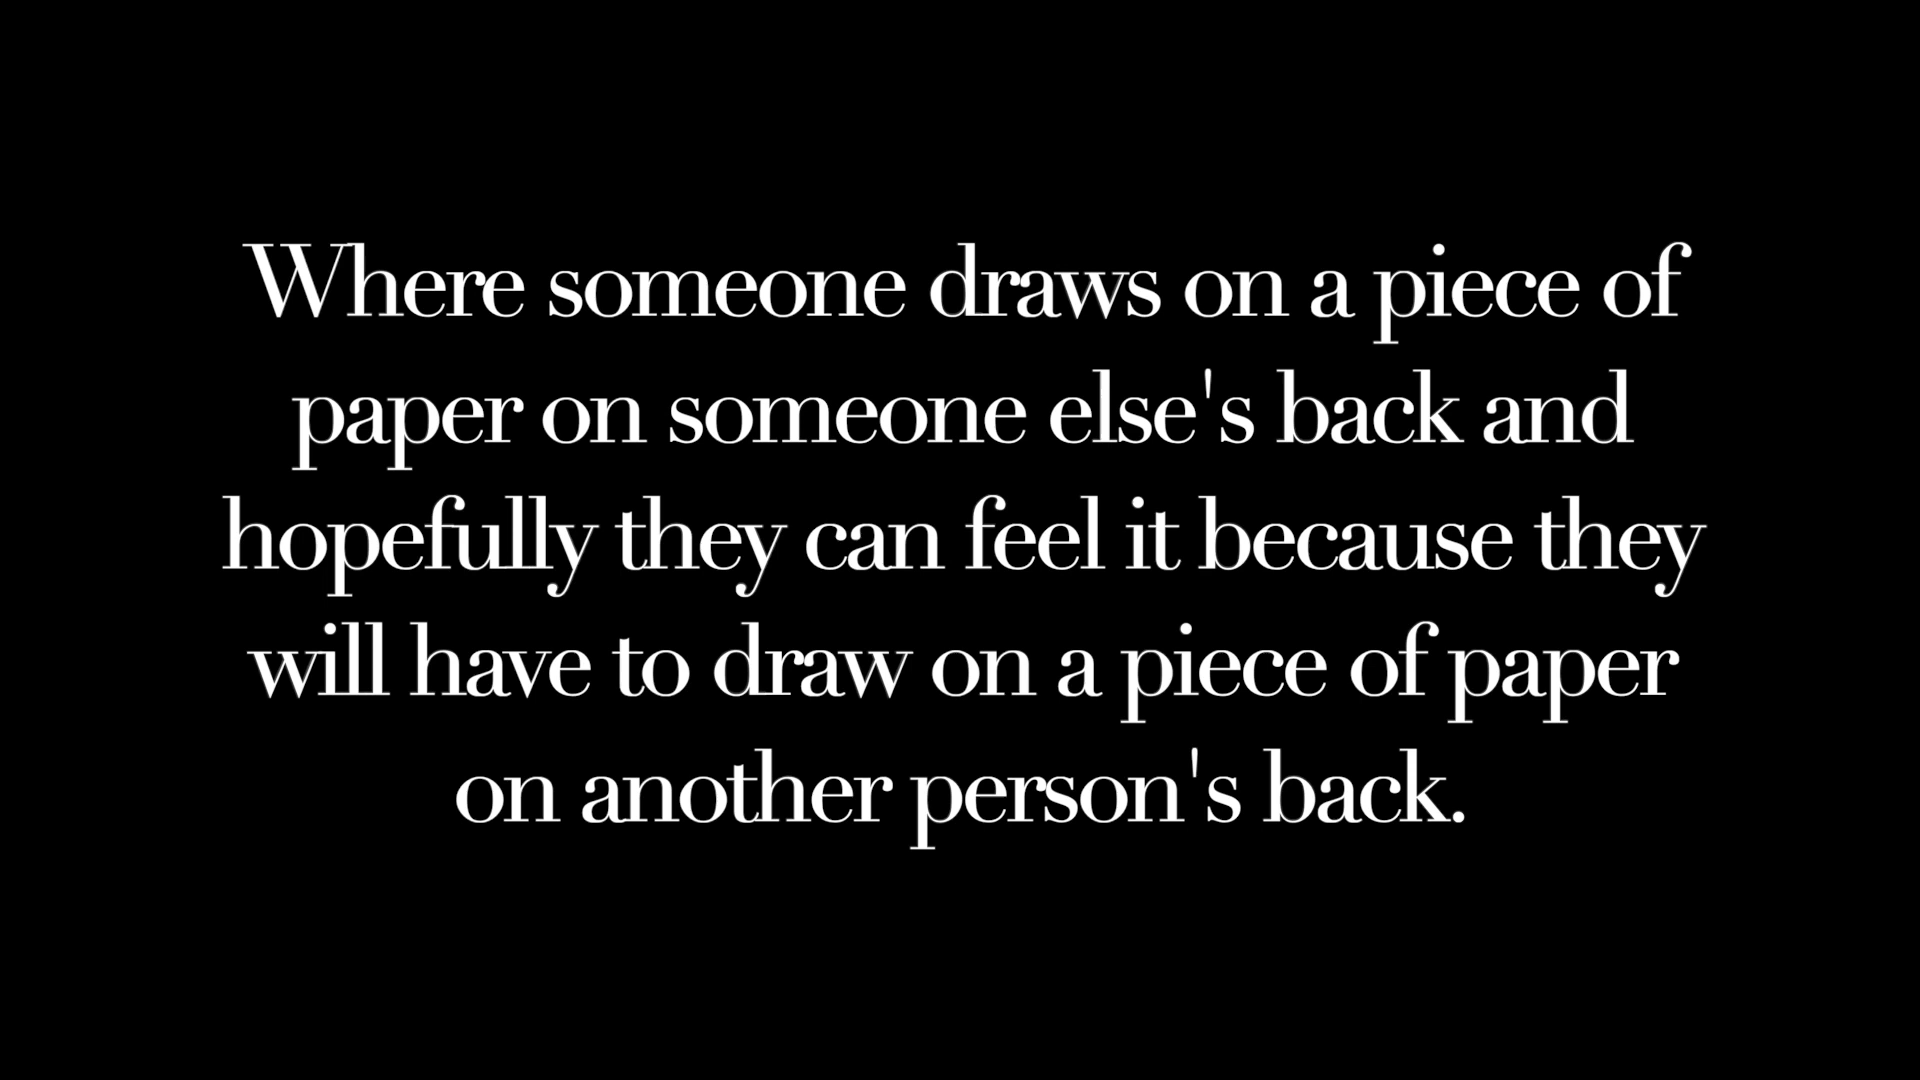 Where someone draws on a piece of
paper on someone else's back and
hopefully they can feel it because they
will have to draw on a piece of paper
on another person's back.